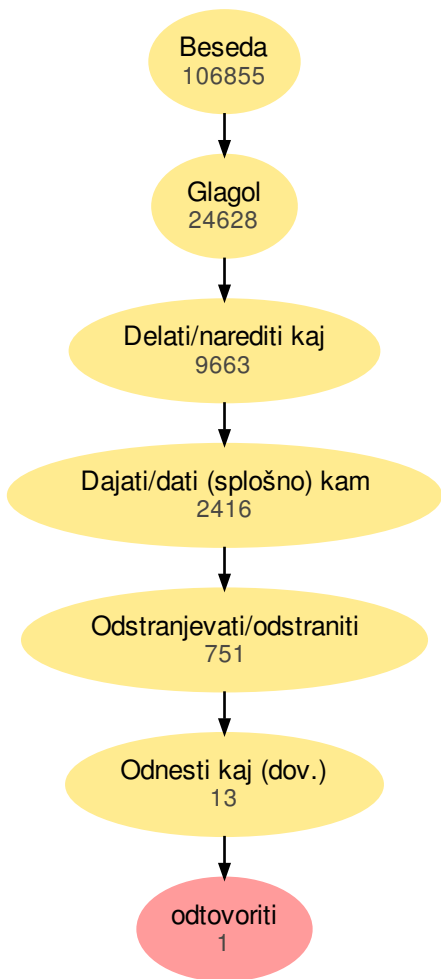 Beseda
106855
Glagol
24628
Delati/narediti kaj
9663
Dajati/dati (splošno) kam
2416
Odstranjevati/odstraniti
751
Odnesti kaj (dov.)
13
odtovoriti
1